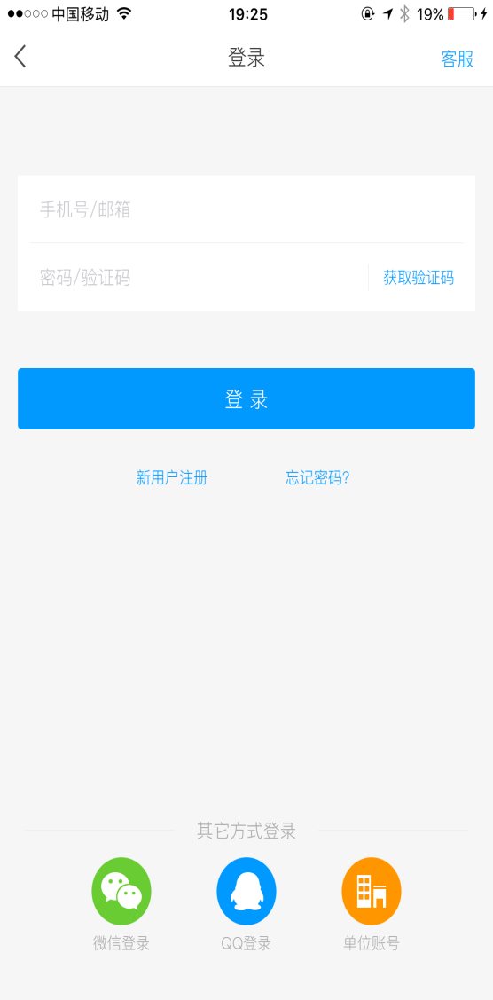 中国移动 19:25 19%
登录 客服
手机号/邮箱
密码/验证码 获取验证码
登 录
新用户注册 忘记密码?
其它方式登录
微信登录 QQ登录 单位账号